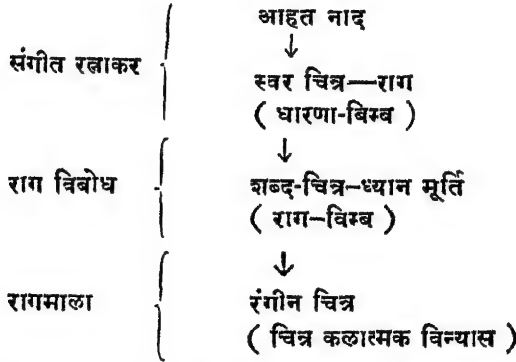 आहत नाद
↓
संगीत रत्नाकर
स्वर चित्र—राग
( धारणा-बिम्ब )
↓
राग विबोध
शब्द-चित्र-ध्यान मूर्ति
( राग-विम्ब )
↓
रागमाला
रंगीन चित्र
( चित्र कलात्मक विन्यास )